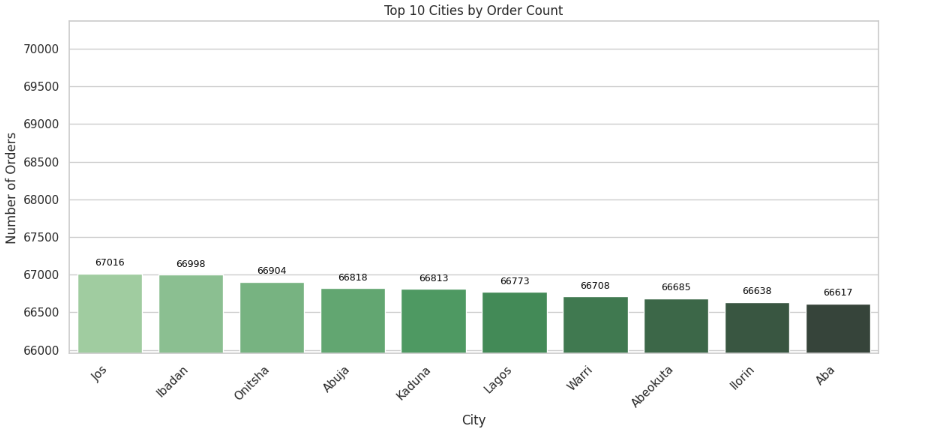 Top 10 Cities by Order Count
Number of Orders
70000
69500
69000
68500
68000
67500
67000
66500
66000
67016
66998
66904
66818
66813
66773
66708
66685
66638
66617
Jos
Ibadan
Onitsha
Abuja
Kaduna
Lagos
Warri
Abeokuta
Ilorin
Aba
City